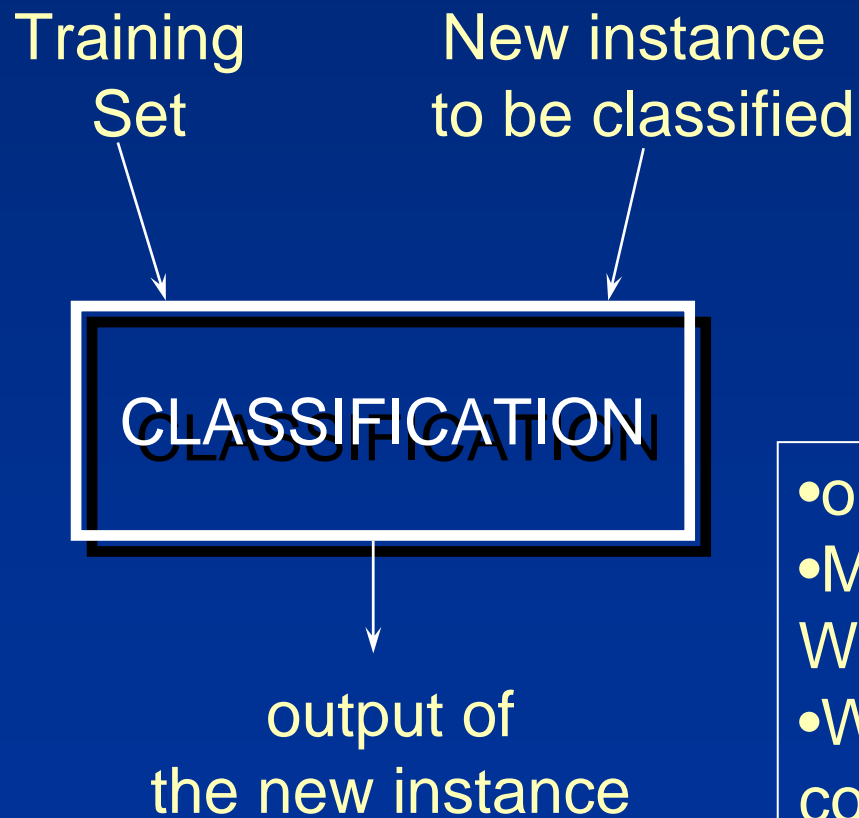 Training
Set
New instance
to be classified
CLASSIFICATION
output of
the new instance